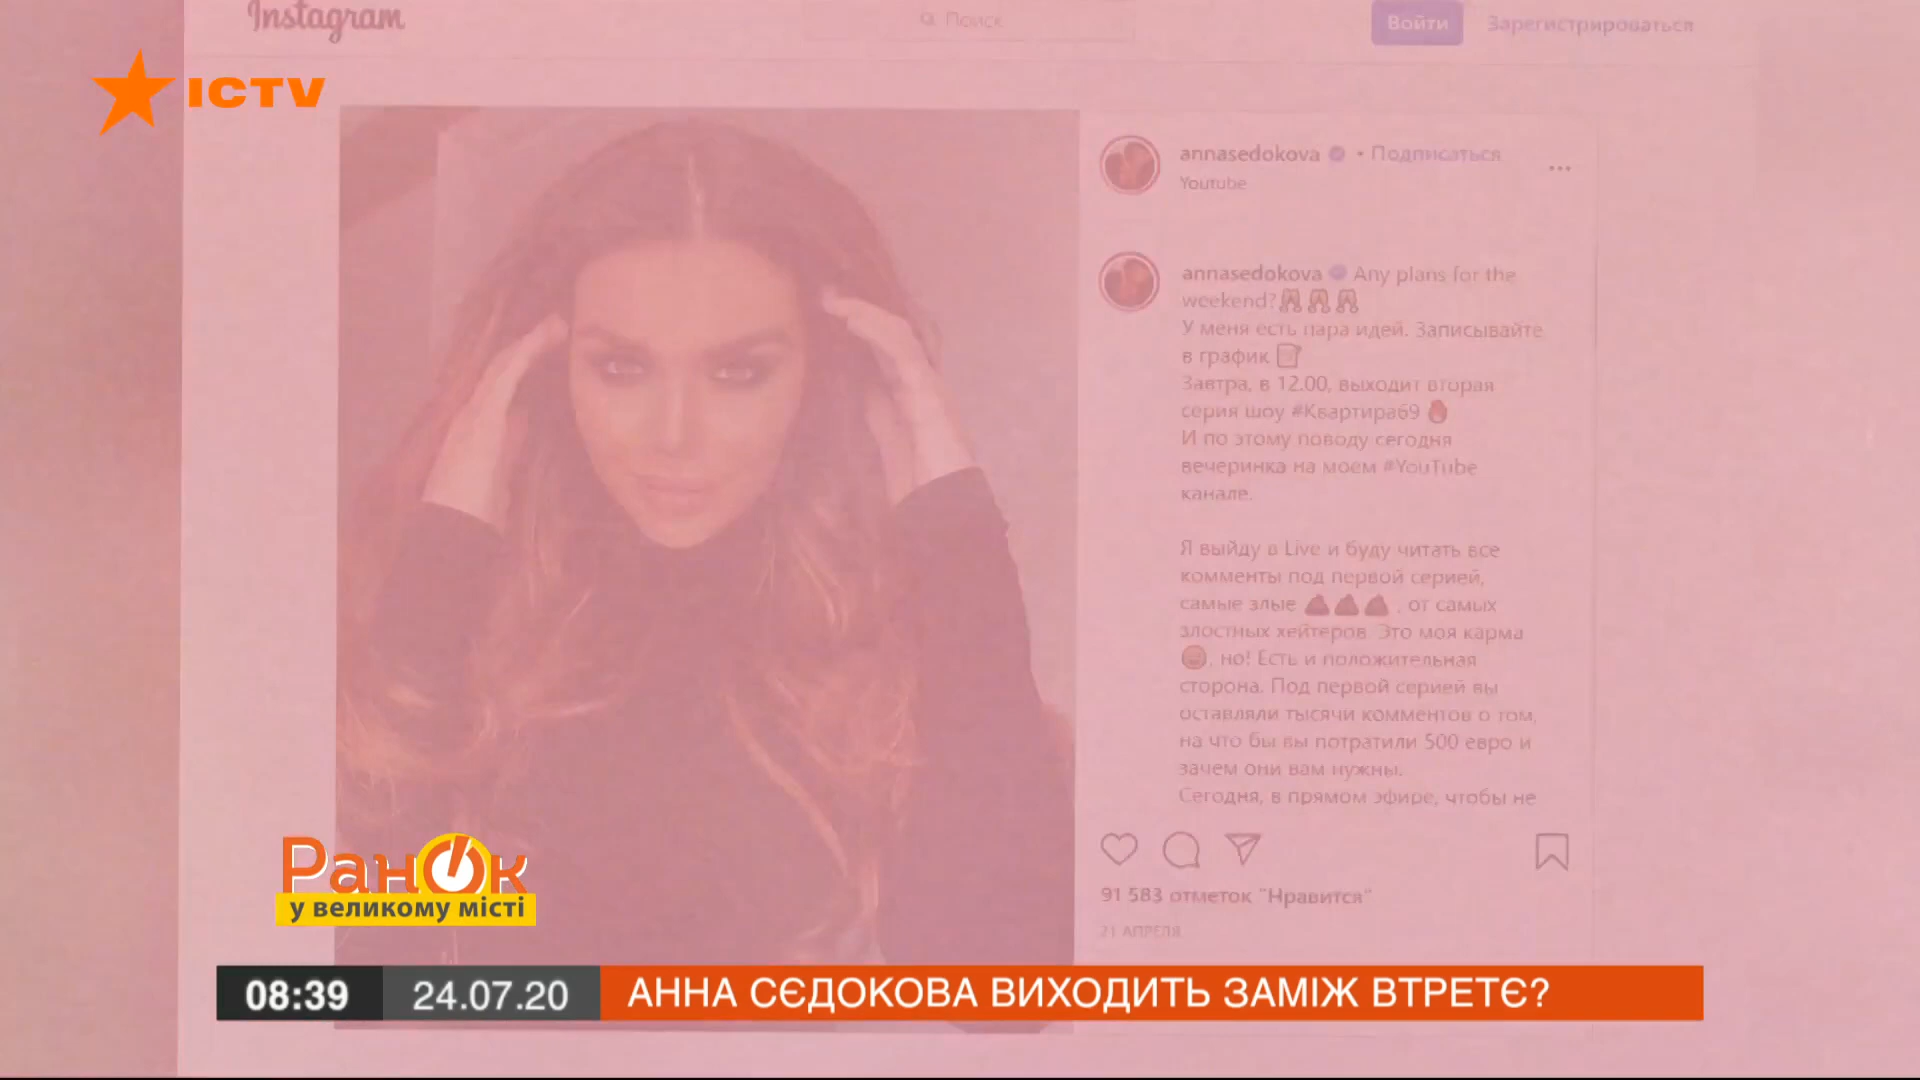 Instagram
Поиск
Войти
Зарегистрироваться
ICTV
annasedokova • Подписаться
Youtube
annasedokova Any plans for the
weekend?
У меня есть пара идей. Записывайте
в график
Завтра, в 12.00, выходит вторая
серия шоу #Квартира69
И по этому поводу сегодня
вечеринка на моем #YouTube
канале.
Я выйду в Live и буду читать все
комменты под первой серией,
самые злые , от самых
злостных хейтеров. Это моя карма
, но! Есть и положительная
сторона. Под первой серией вы
оставляли тысячи комментов о том,
на что бы вы потратили 500 евро и
зачем они вам нужны.
Сегодня, в прямом эфире, чтобы не
91 583 отметок "Нравится"
21 АПРЕЛЯ
Ранок
у великому місті
08:39
24.07.20
АННА СЄДОКОВА ВИХОДИТЬ ЗАМІЖ ВТРЕТЄ?